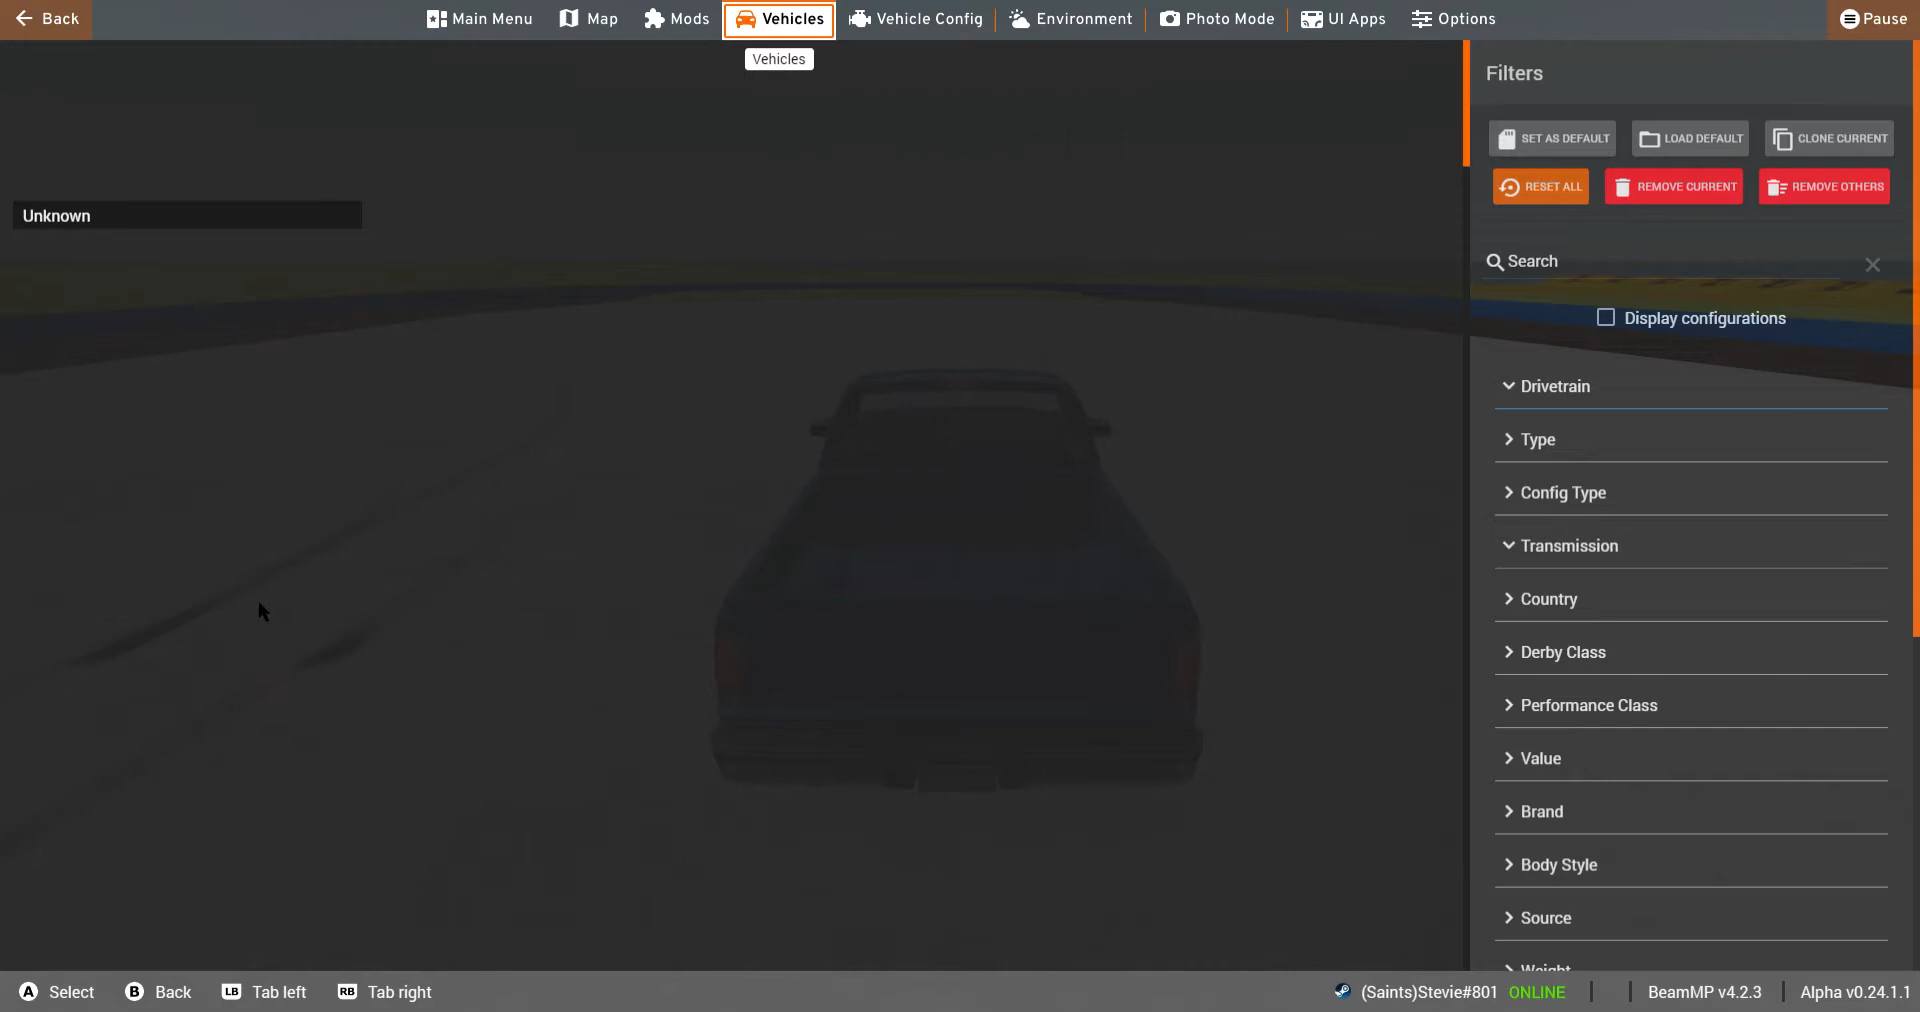 Back
Main Menu
Map
Mods
Vehicles
Vehicle Config
Environment
Photo Mode
UI Apps
Options
Pause
Vehicles
Filters
SET AS DEFAULT
LOAD DEFAULT
CLONE CURRENT
RESET ALL
REMOVE CURRENT
REMOVE OTHERS
Unknown
Search
Display configurations
Drivetrain
Type
Config Type
Transmission
Country
Derby Class
Performance Class
Value
Brand
Body Style
Source
Weight
A Select
B Back
LB Tab left
RB Tab right
(Saints)Stevie#801 ONLINE
BeamMP v4.2.3
Alpha v0.24.1.1